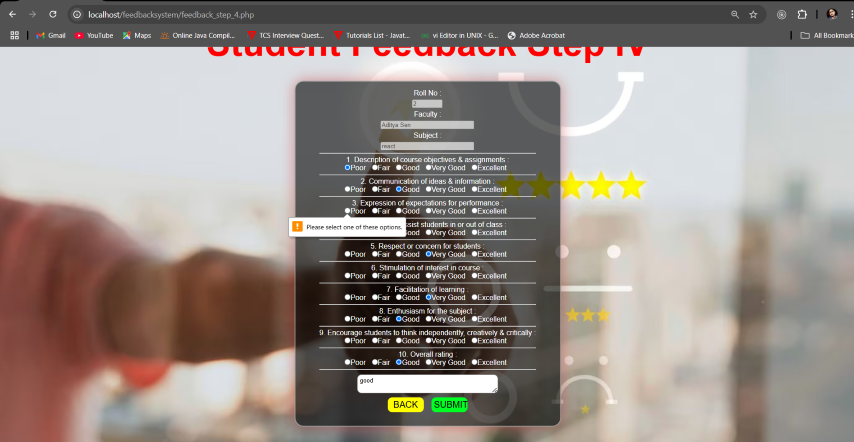 localhost/feedbacksystem/feedback_step_4.php
Gmail
YouTube
Maps
Online Java Compil...
TCS Interview Quest...
Tutorials List - Javat...
vi Editor in UNIX - G...
Adobe Acrobat
All Bookmark
Student Feedback Step IV
Roll No :
2
Faculty :
Aditya Sen
Subject :
react
1. Description of course objectives & assignments :
Poor Fair Good Very Good Excellent
2. Communication of ideas & information :
Poor Fair Good Very Good Excellent
3. Expression of expectations for performance :
Poor Fair Good Very Good Excellent
Please select one of these options.
ssist students in or out of class :
Good Very Good Excellent
5. Respect or concern for students :
Poor Fair Good Very Good Excellent
6. Stimulation of interest in course :
Poor Fair Good Very Good Excellent
7. Facilitation of learning :
Poor Fair Good Very Good Excellent
8. Enthusiasm for the subject :
Poor Fair Good Very Good Excellent
9. Encourage students to think independently, creatively & critically :
Poor Fair Good Very Good Excellent
10. Overall rating :
Poor Fair Good Very Good Excellent
good
BACK SUBMIT